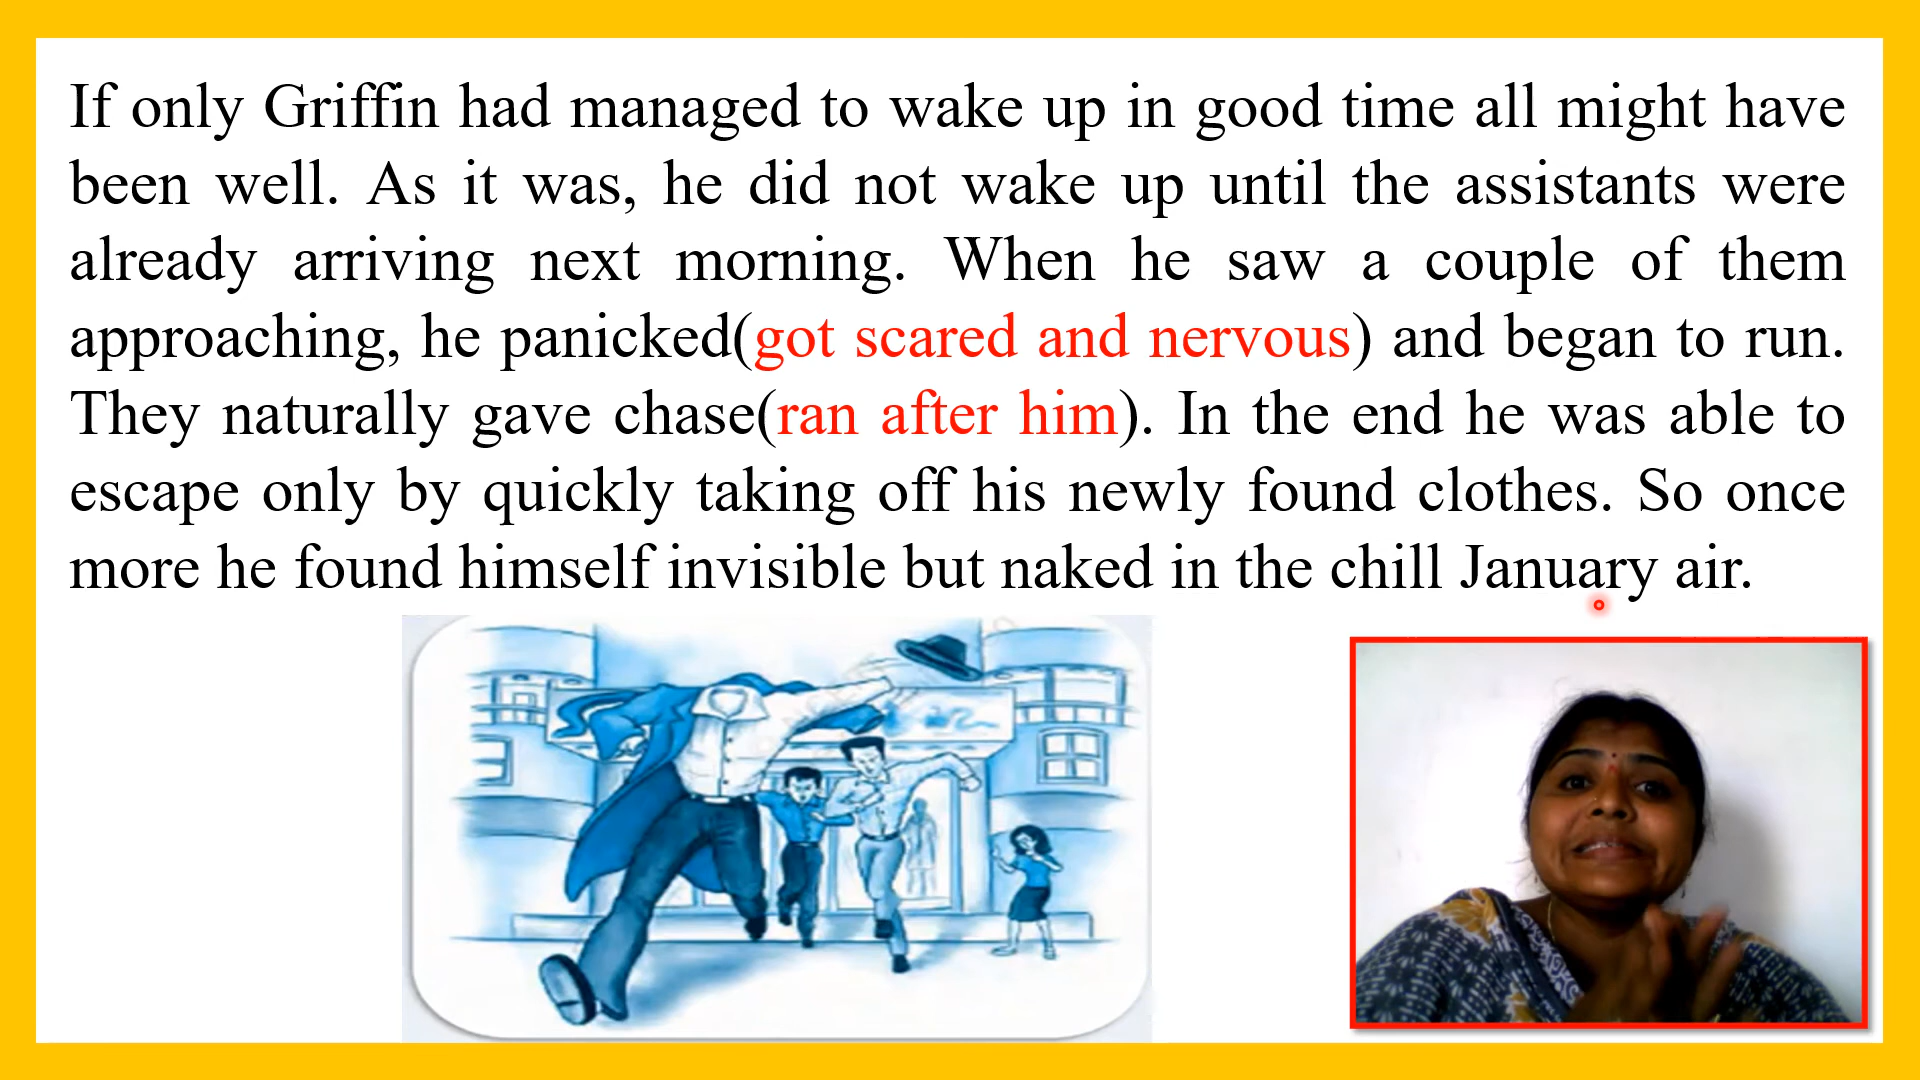 If only Griffin had managed to wake up in good time all might have
been well. As it was, he did not wake up until the assistants were
already arriving next morning. When he saw a couple of them
approaching, he panicked(got scared and nervous) and began to run.
They naturally gave chase(ran after him). In the end he was able to
escape only by quickly taking off his newly found clothes. So once
more he found himself invisible but naked in the chill January air.